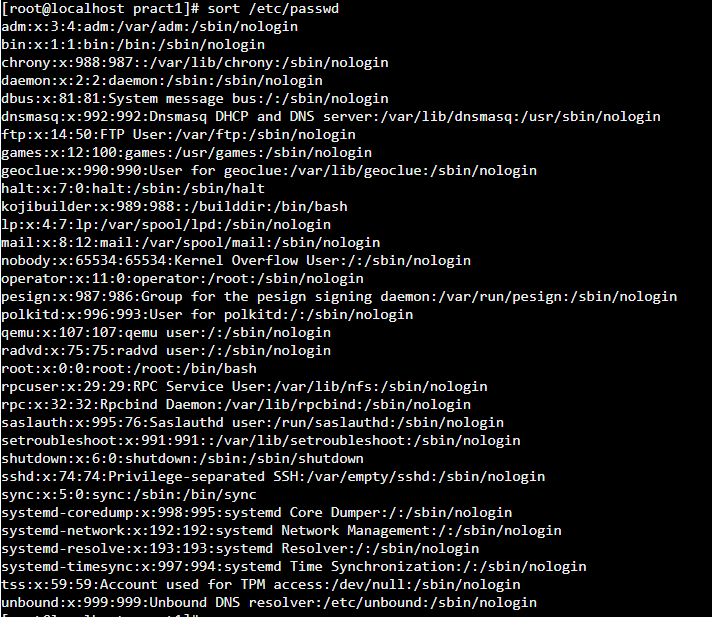 [root@localhost pract1]# sort /etc/passwd
adm:x:3:4:adm:/var/adm:/sbin/nologin
bin:x:1:1:bin:/bin:/sbin/nologin
chrony:x:988:987::/var/lib/chrony:/sbin/nologin
daemon:x:2:2:daemon:/sbin:/sbin/nologin
dbus:x:81:81:System message bus:/:/sbin/nologin
dnsmasq:x:992:992:Dnsmasq DHCP and DNS server:/var/lib/dnsmasq:/usr/sbin/nologin
ftp:x:14:50:FTP User:/var/ftp:/sbin/nologin
games:x:12:100:games:/usr/games:/sbin/nologin
geoclue:x:990:990:User for geoclue:/var/lib/geoclue:/sbin/nologin
halt:x:7:0:halt:/sbin:/sbin/halt
kojibuilder:x:989:988::/builddir:/bin/bash
lp:x:4:7:lp:/var/spool/lpd:/sbin/nologin
mail:x:8:12:mail:/var/spool/mail:/sbin/nologin
nobody:x:65534:65534:Kernel Overflow User:/:/sbin/nologin
operator:x:11:0:operator:/root:/sbin/nologin
pesign:x:987:986:Group for the pesign signing daemon:/var/run/pesign:/sbin/nologin
polkitd:x:996:993:User for polkitd:/:/sbin/nologin
qemu:x:107:107:qemu user:/:/sbin/nologin
radvd:x:75:75:radvd user:/:/sbin/nologin
root:x:0:0:root:/root:/bin/bash
rpcuser:x:29:29:RPC Service User:/var/lib/nfs:/sbin/nologin
rpc:x:32:32:Rpcbind Daemon:/var/lib/rpcbind:/sbin/nologin
saslauth:x:995:76:Saslauthd user:/run/saslauthd:/sbin/nologin
setroubleshoot:x:991:991::/var/lib/setroubleshoot:/sbin/nologin
shutdown:x:6:0:shutdown:/sbin:/sbin/shutdown
sshd:x:74:74:Privilege-separated SSH:/var/empty/sshd:/sbin/nologin
sync:x:5:0:sync:/sbin:/bin/sync
systemd-coredump:x:998:995:systemd Core Dumper:/:/sbin/nologin
systemd-network:x:192:192:systemd Network Management:/:/sbin/nologin
systemd-resolve:x:193:193:systemd Resolver:/:/sbin/nologin
systemd-timesync:x:997:994:systemd Time Synchronization:/:/sbin/nologin
tss:x:59:59:Account used for TPM access:/dev/null:/sbin/nologin
unbound:x:999:999:Unbound DNS resolver:/etc/unbound:/sbin/nologin
[root@localhost pract1]#